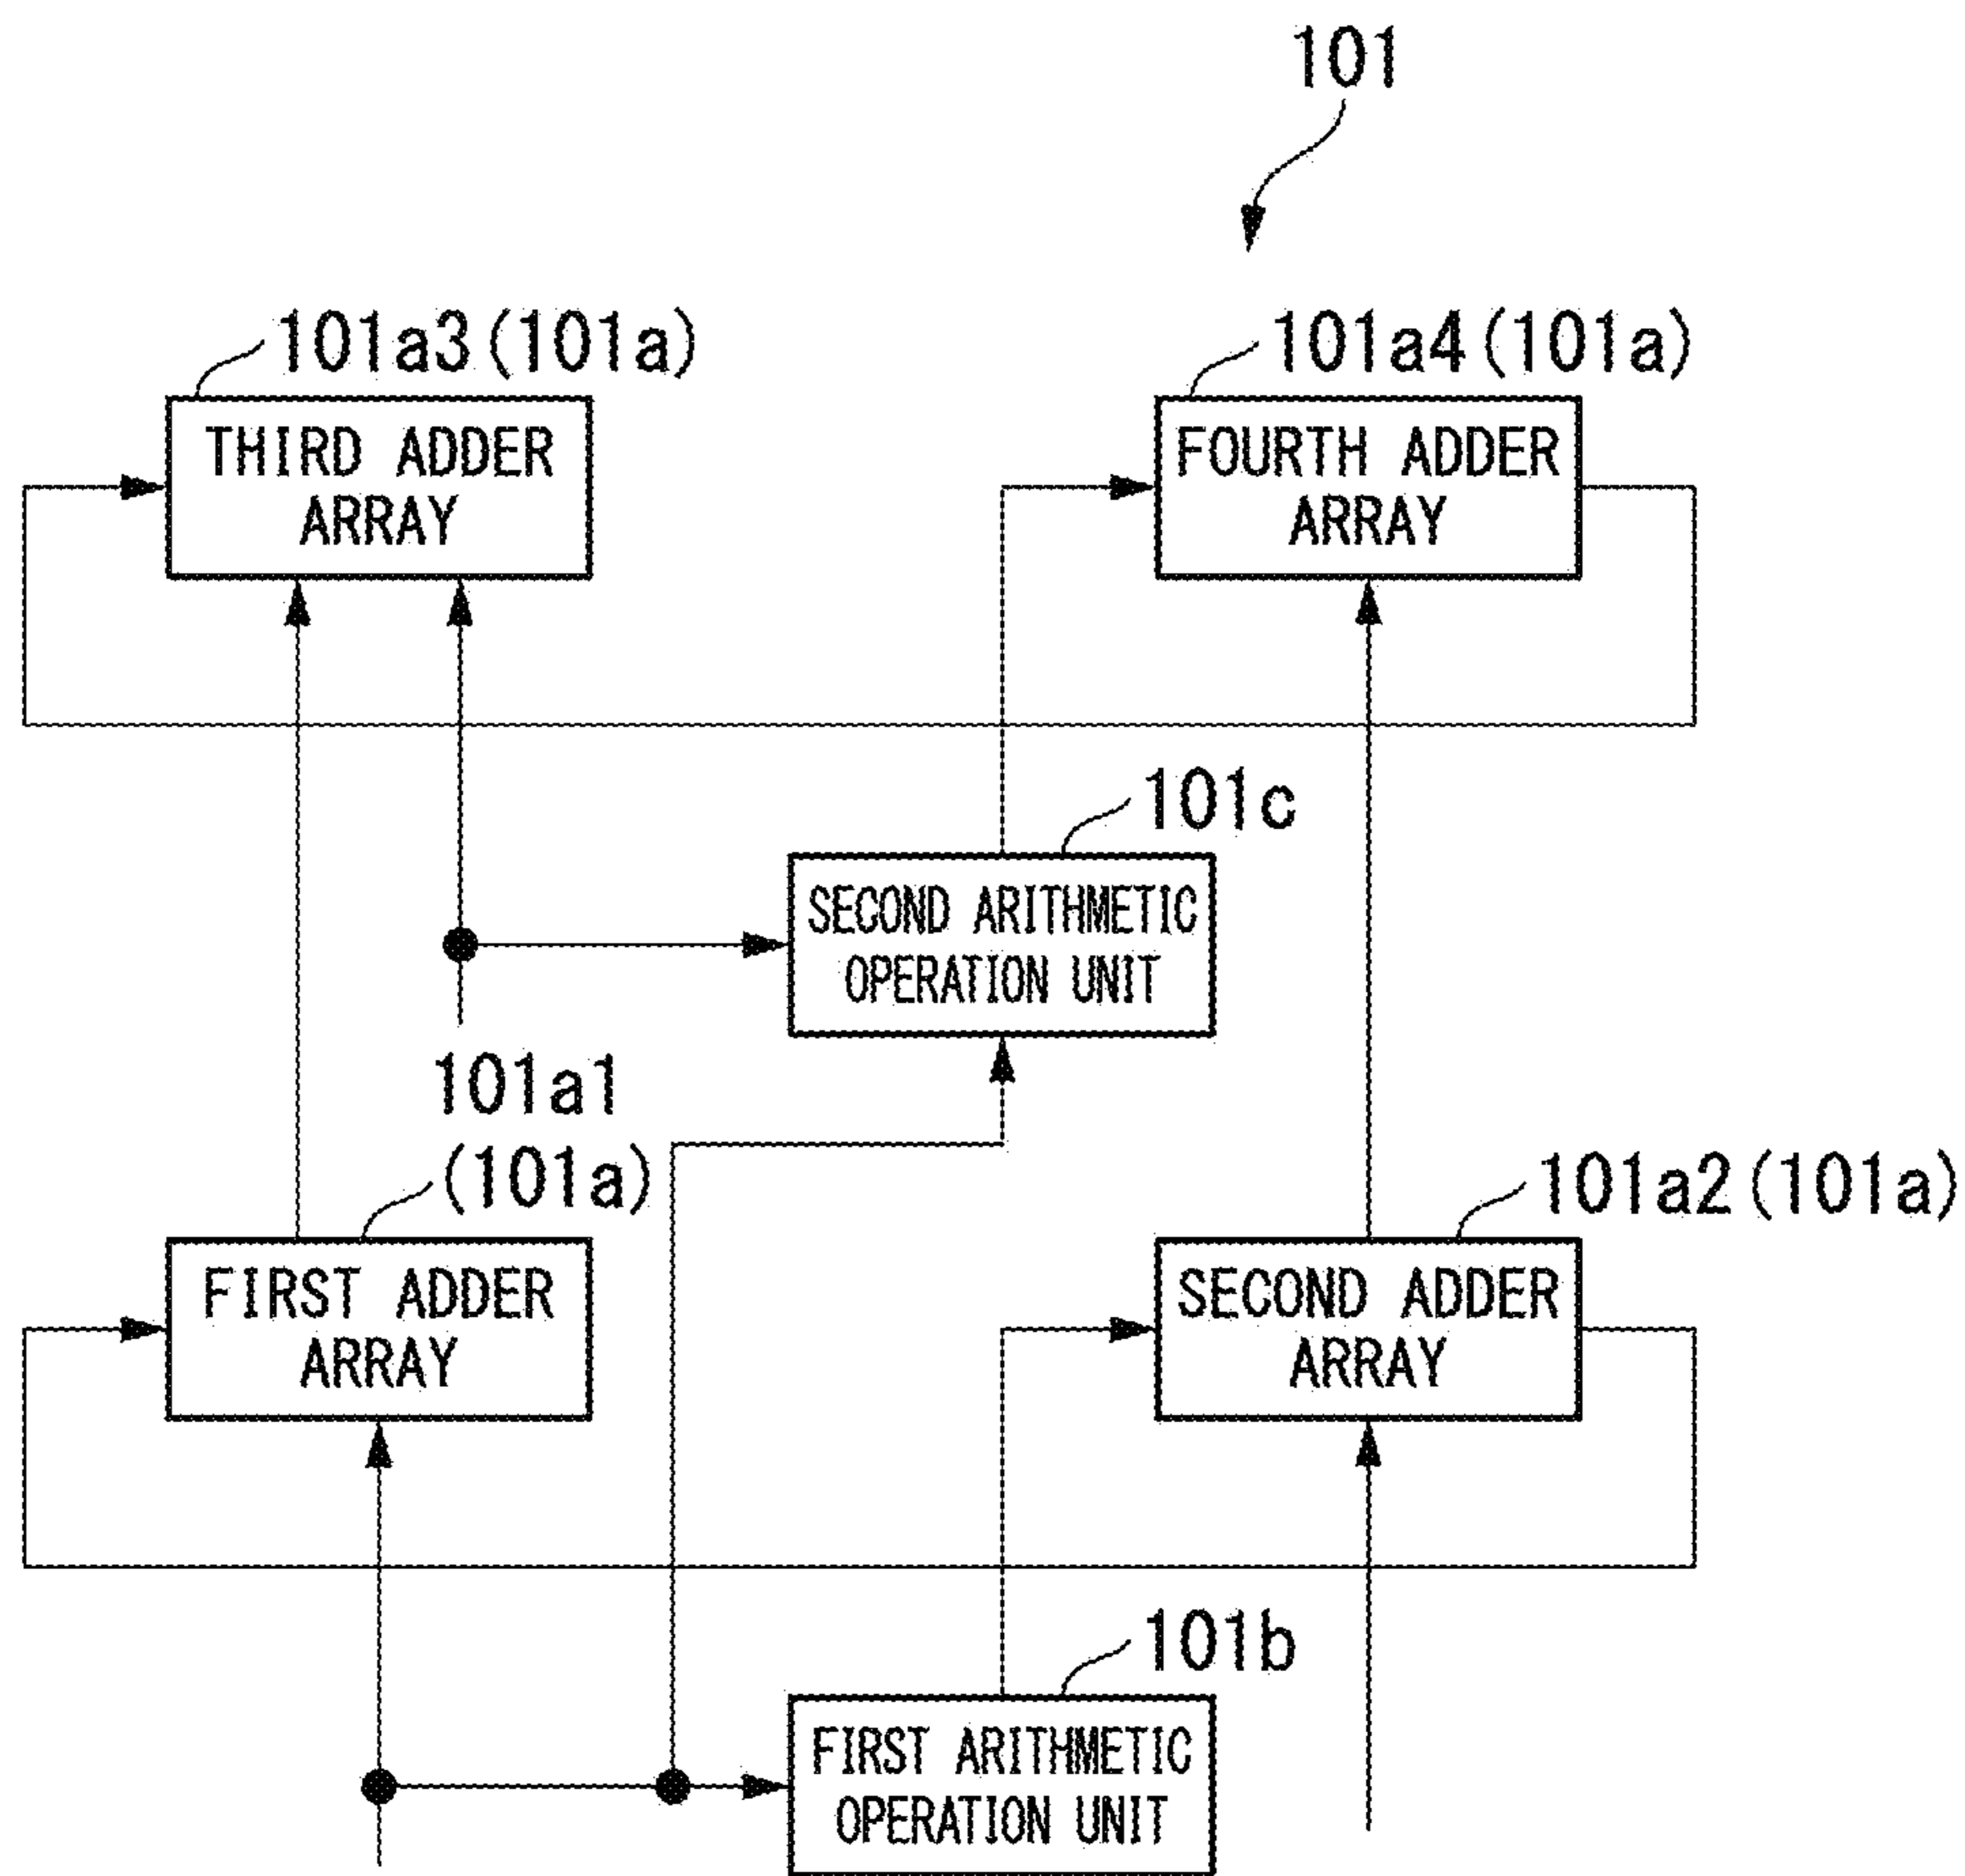 101
101a3(101a)
101a4(101a)
THIRD ADDER
ARRAY
FOURTH ADDER
ARRAY
101c
SECOND ARITHMETIC
OPERATION UNIT
101a1
(101a)
101a2(101a)
FIRST ADDER
ARRAY
SECOND ADDER
ARRAY
101b
FIRST ARITHMETIC
OPERATION UNIT